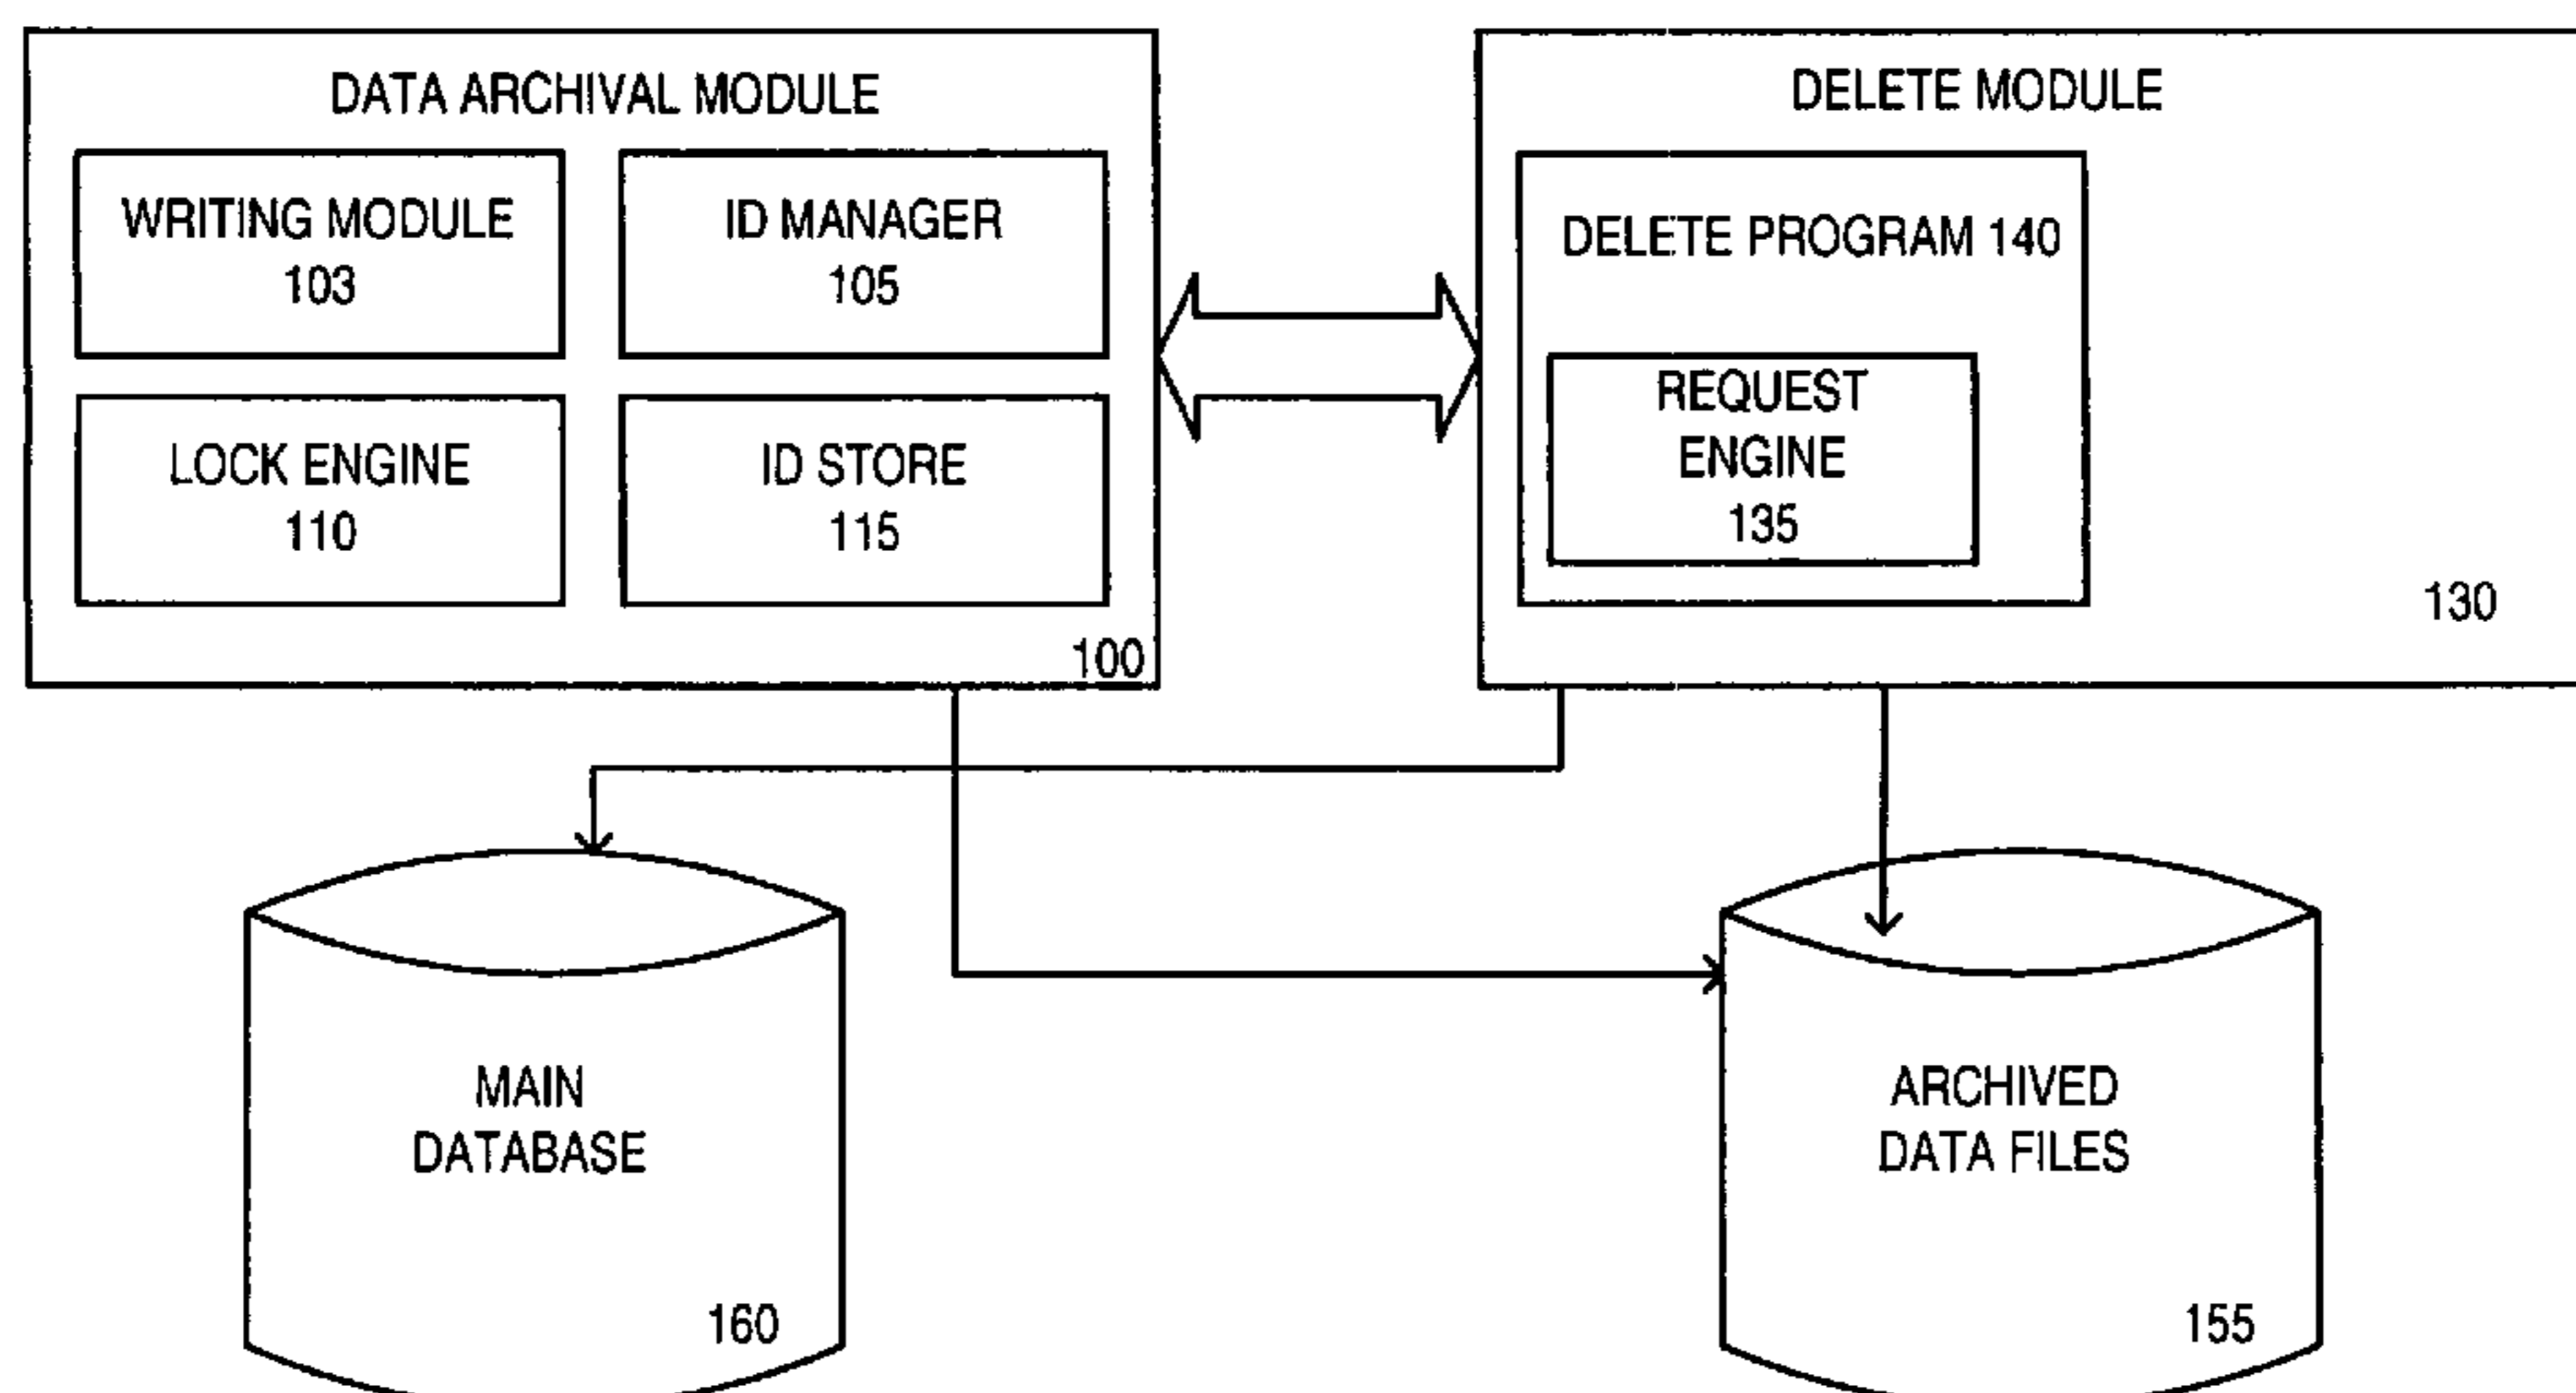 DATA ARCHIVAL MODULE
WRITING MODULE
103
ID MANAGER
105
LOCK ENGINE
110
ID STORE
115
100
DELETE MODULE
DELETE PROGRAM 140
REQUEST
ENGINE
135
130
MAIN
DATABASE
160
ARCHIVED
DATA FILES
155